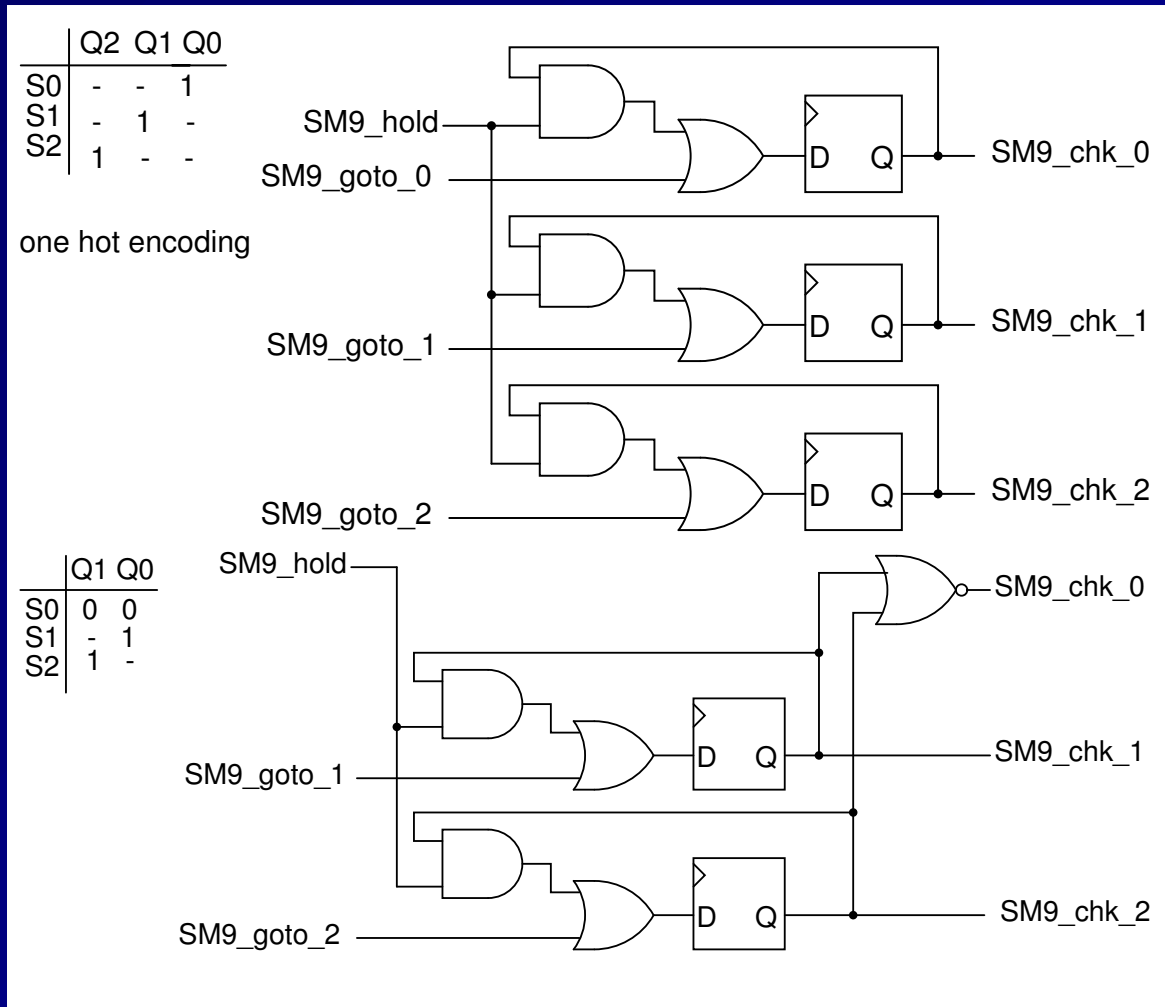 Q2 Q1 Q0
S0 - - 1
S1 - 1 -
S2 1 - -
one hot encoding
SM9_hold
SM9_goto_0
D Q
SM9_chk_0
SM9_goto_1
D Q
SM9_chk_1
SM9_goto_2
D Q
SM9_chk_2
Q1 Q0
S0 0 0
S1 - 1
S2 1 -
SM9_hold
SM9_chk_0
SM9_goto_1
D Q
SM9_chk_1
SM9_goto_2
D Q
SM9_chk_2